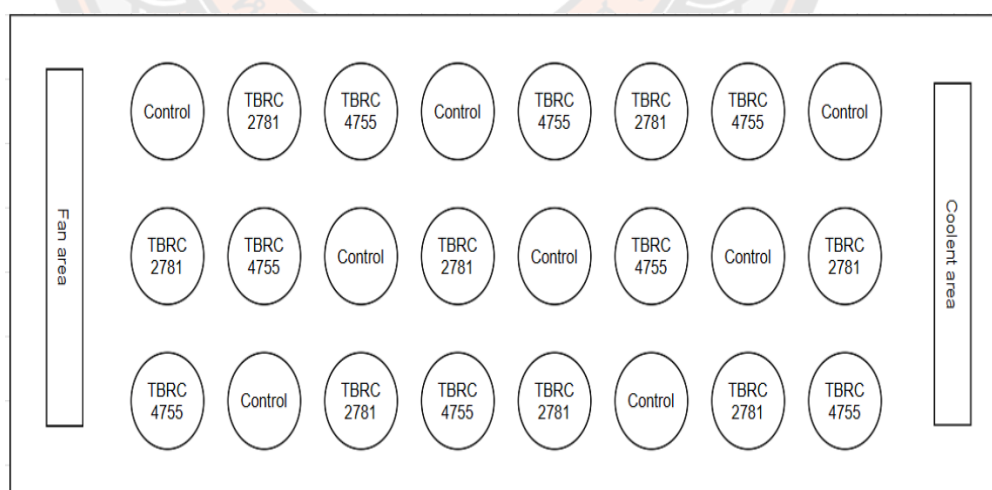 Fan area
Control
TBRC
2781
TBRC
4755
Control
TBRC
4755
TBRC
2781
TBRC
4755
Control
TBRC
2781
TBRC
4755
Control
TBRC
2781
Control
TBRC
4755
Control
TBRC
2781
TBRC
4755
Control
TBRC
2781
TBRC
4755
TBRC
2781
Control
TBRC
2781
TBRC
4755
Coolent area